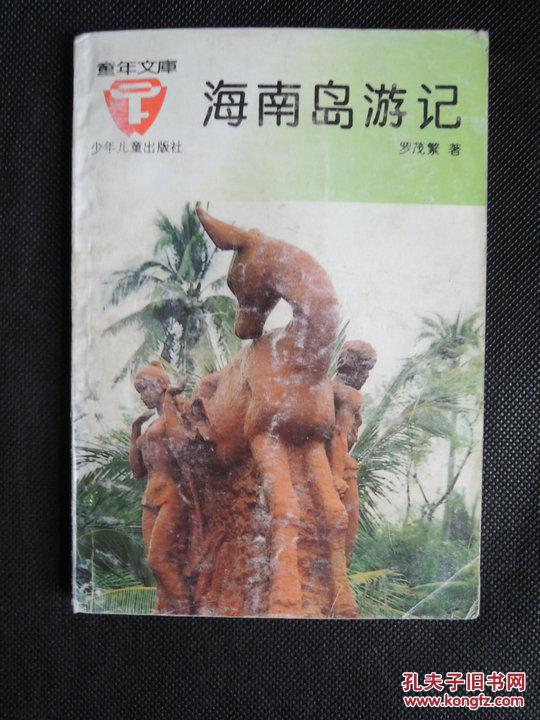 童年文庫
海南岛游记
少年儿童出版社
罗茂繁 著
孔夫子旧书网
www.kongfz.com